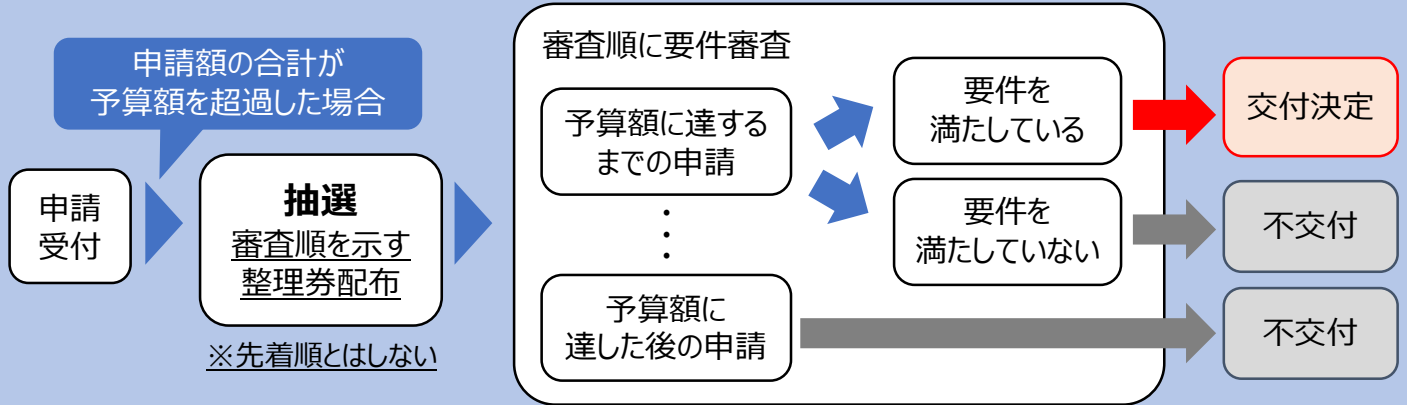 申請額の合計が
予算額を超過した場合
申請
受付
抽選
審査順を示す
整理券配布
※先着順とはしない
審査順に要件審査
予算額に達する
までの申請
・
・
・
予算額に
達した後の申請
要件を
満たしている
要件を
満たしていない
交付決定
不交付
不交付